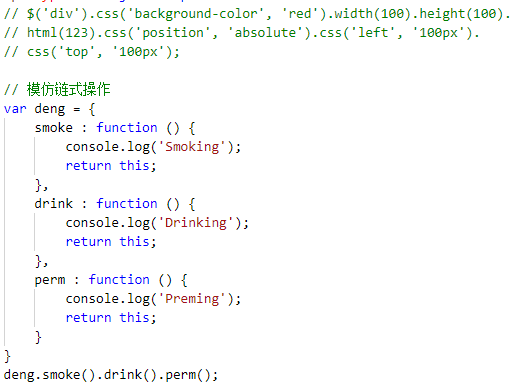 // $('div').css('background-color', 'red').width(100).height(100).
// html(123).css('position', 'absolute').css('left', '100px').
// css('top', '100px');
// 模仿链式操作
var deng = {
    smoke : function () {
        console.log('Smoking');
        return this;
    },
    drink : function () {
        console.log('Drinking');
        return this;
    },
    perm : function () {
        console.log('Preming');
        return this;
    }
}
deng.smoke().drink().perm();